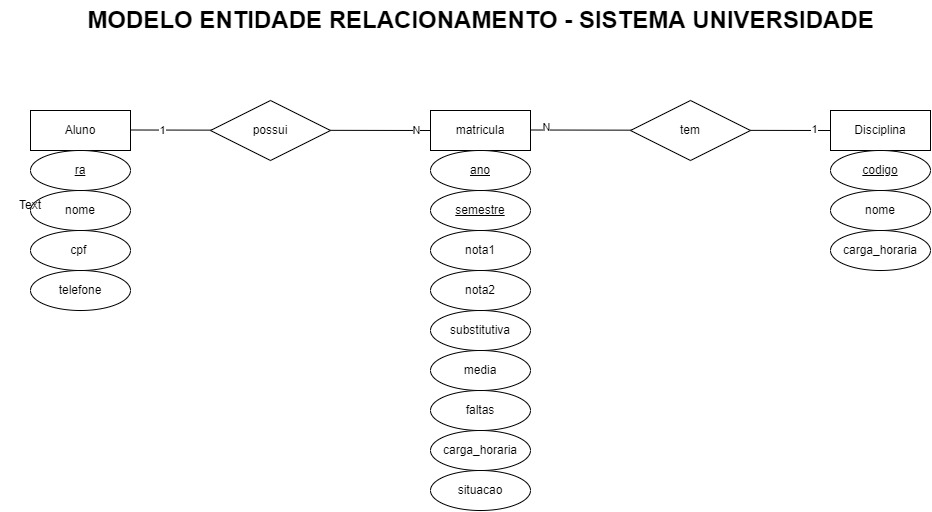 MODELO ENTIDADE RELACIONAMENTO - SISTEMA UNIVERSIDADE
Aluno 1 possui N matricula N tem 1 Disciplina
ra ano codigo
Text nome semestre nome
cpf nota1 carga_horaria
telefone nota2
substitutiva
media
faltas
carga_horaria
situacao